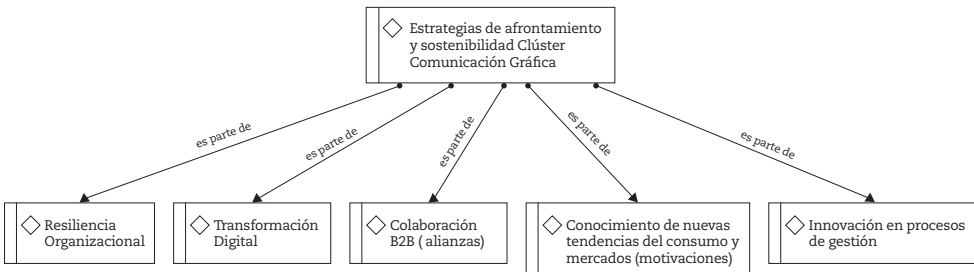 Estrategias de afrontamiento
y sostenibilidad Clúster
Comunicación Gráfica
es parte de
es parte de
es parte de
es parte de
es parte de
Resiliencia
Organizacional
Transformación
Digital
Colaboración
B2B ( alianzas)
Conocimiento de nuevas
tendencias del consumo y
mercados (motivaciones)
Innovación en procesos
de gestión